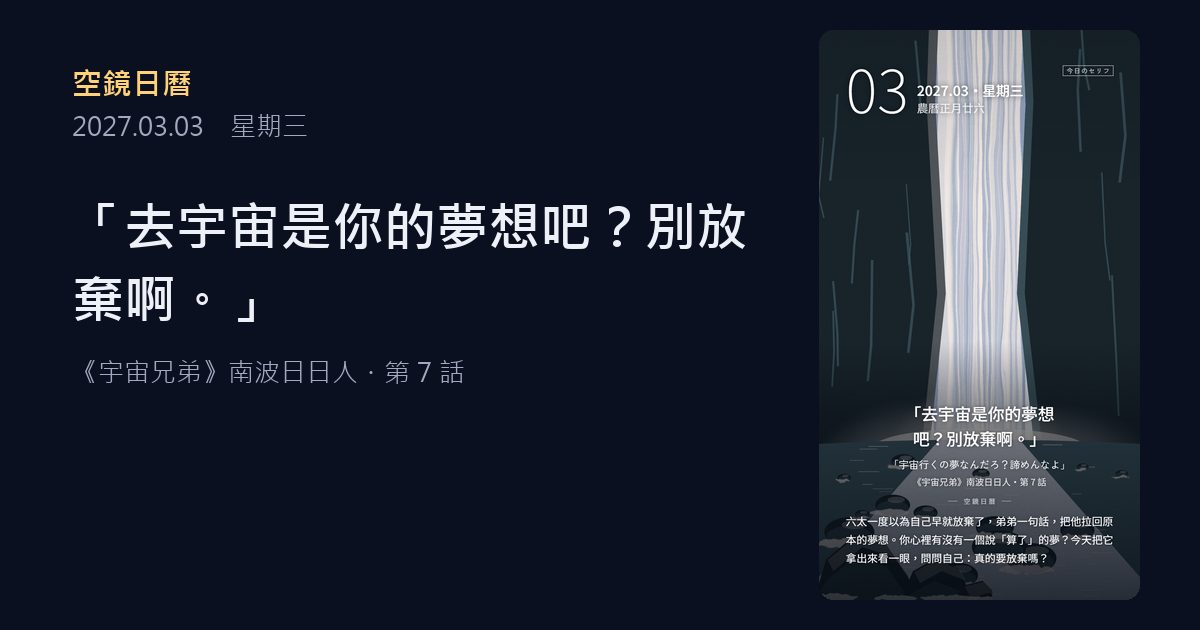 空鏡日曆
2027.03.03 星期三
「去宇宙是你的夢想吧？別放
棄啊。」
《宇宙兄弟》南波日日人・第 7 話
03
2027.03・星期三
農曆正月廿六
今日のセリフ
「去宇宙是你的夢想
吧？別放棄啊。」
「宇宙行くの夢なんだろ？諦めんなよ」
《宇宙兄弟》南波日日人・第 7 話
— 空鏡日曆 —
六太一度以為自己早就放棄了，弟弟一句話，把他拉回原
本的夢想。你心裡有沒有一個說「算了」的夢？今天把它
拿出來看一眼，問問自己：真的要放棄嗎？